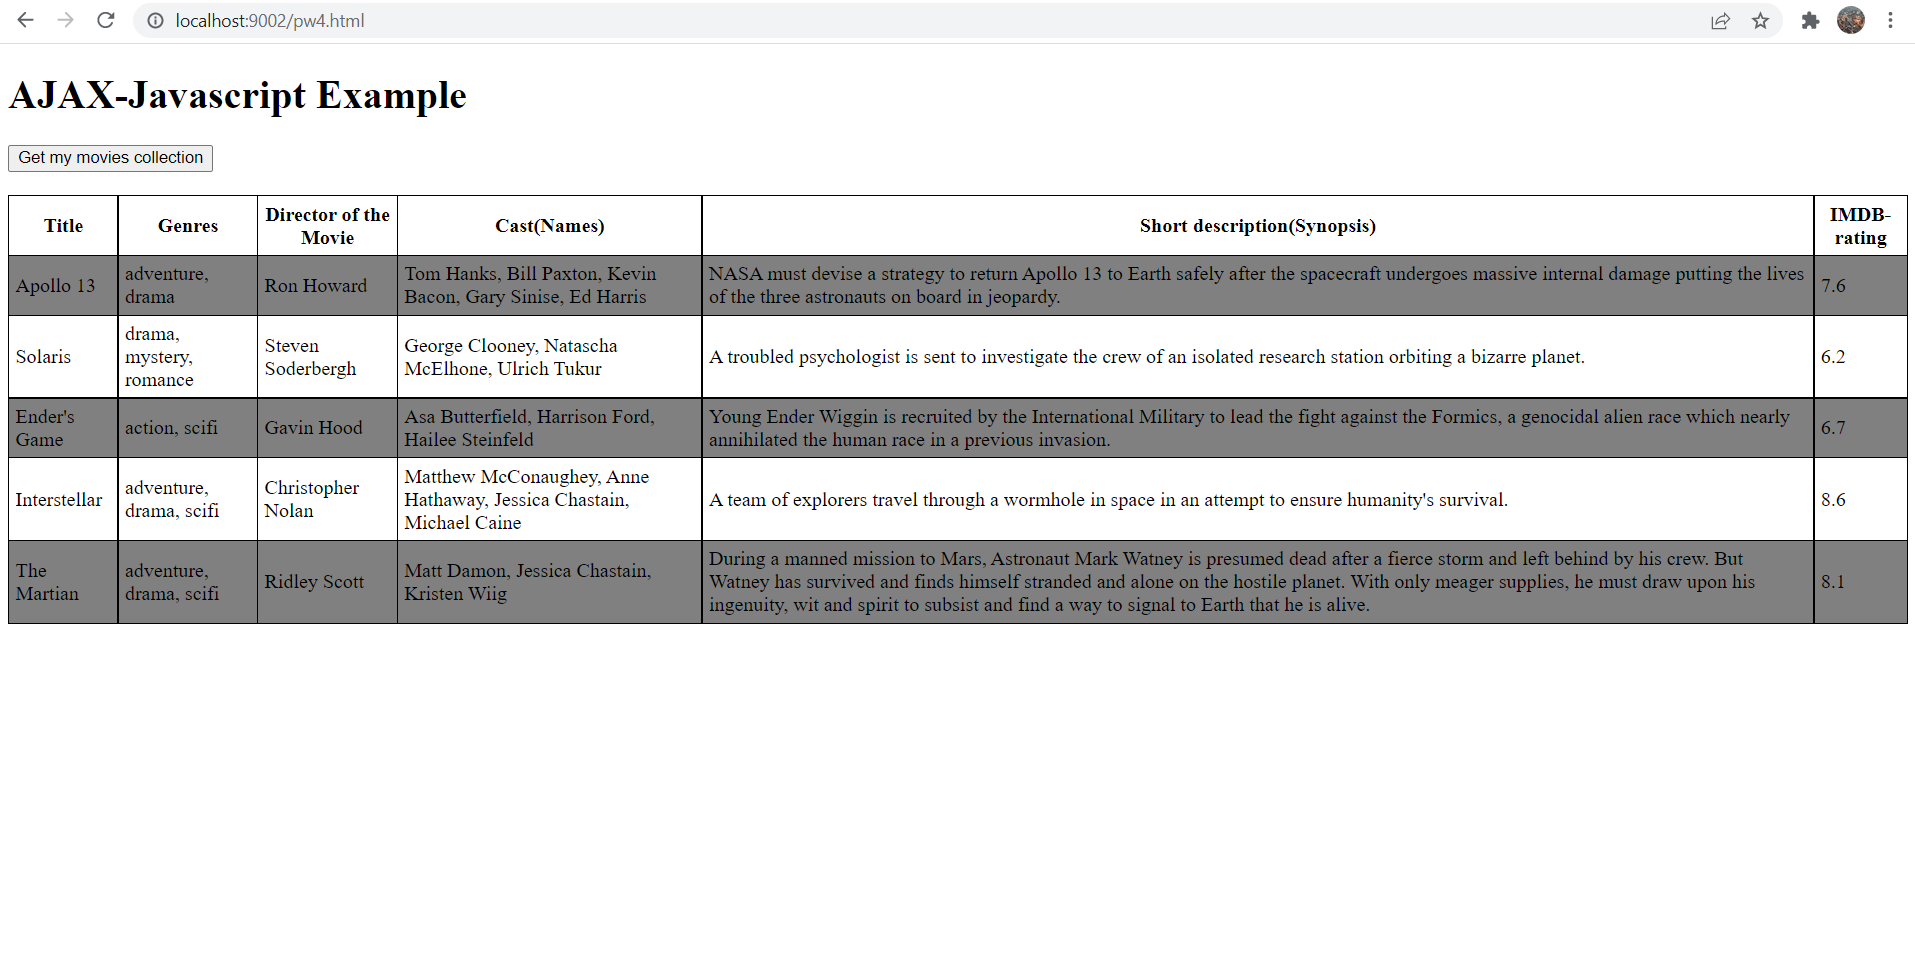 localhost:9002/pw4.html
AJAX-Javascript Example
Get my movies collection
Title
Genres
Director of the
Movie
Cast(Names)
Short description(Synopsis)
IMDB-
rating
Apollo 13
adventure,
drama
Ron Howard
Tom Hanks, Bill Paxton, Kevin
Bacon, Gary Sinise, Ed Harris
NASA must devise a strategy to return Apollo 13 to Earth safely after the spacecraft undergoes massive internal damage putting the lives
of the three astronauts on board in jeopardy.
7.6
Solaris
drama,
mystery,
romance
Steven
Soderbergh
George Clooney, Natascha
McElhone, Ulrich Tukur
A troubled psychologist is sent to investigate the crew of an isolated research station orbiting a bizarre planet.
6.2
Ender's
Game
action, scifi
Gavin Hood
Asa Butterfield, Harrison Ford,
Hailee Steinfeld
Young Ender Wiggin is recruited by the International Military to lead the fight against the Formics, a genocidal alien race which nearly
annihilated the human race in a previous invasion.
6.7
Interstellar
adventure,
drama, scifi
Christopher
Nolan
Matthew McConaughey, Anne
Hathaway, Jessica Chastain,
Michael Caine
A team of explorers travel through a wormhole in space in an attempt to ensure humanity's survival.
8.6
The
Martian
adventure,
drama, scifi
Ridley Scott
Matt Damon, Jessica Chastain,
Kristen Wiig
During a manned mission to Mars, Astronaut Mark Watney is presumed dead after a fierce storm and left behind by his crew. But
Watney has survived and finds himself stranded and alone on the hostile planet. With only meager supplies, he must draw upon his
ingenuity, wit and spirit to subsist and find a way to signal to Earth that he is alive.
8.1